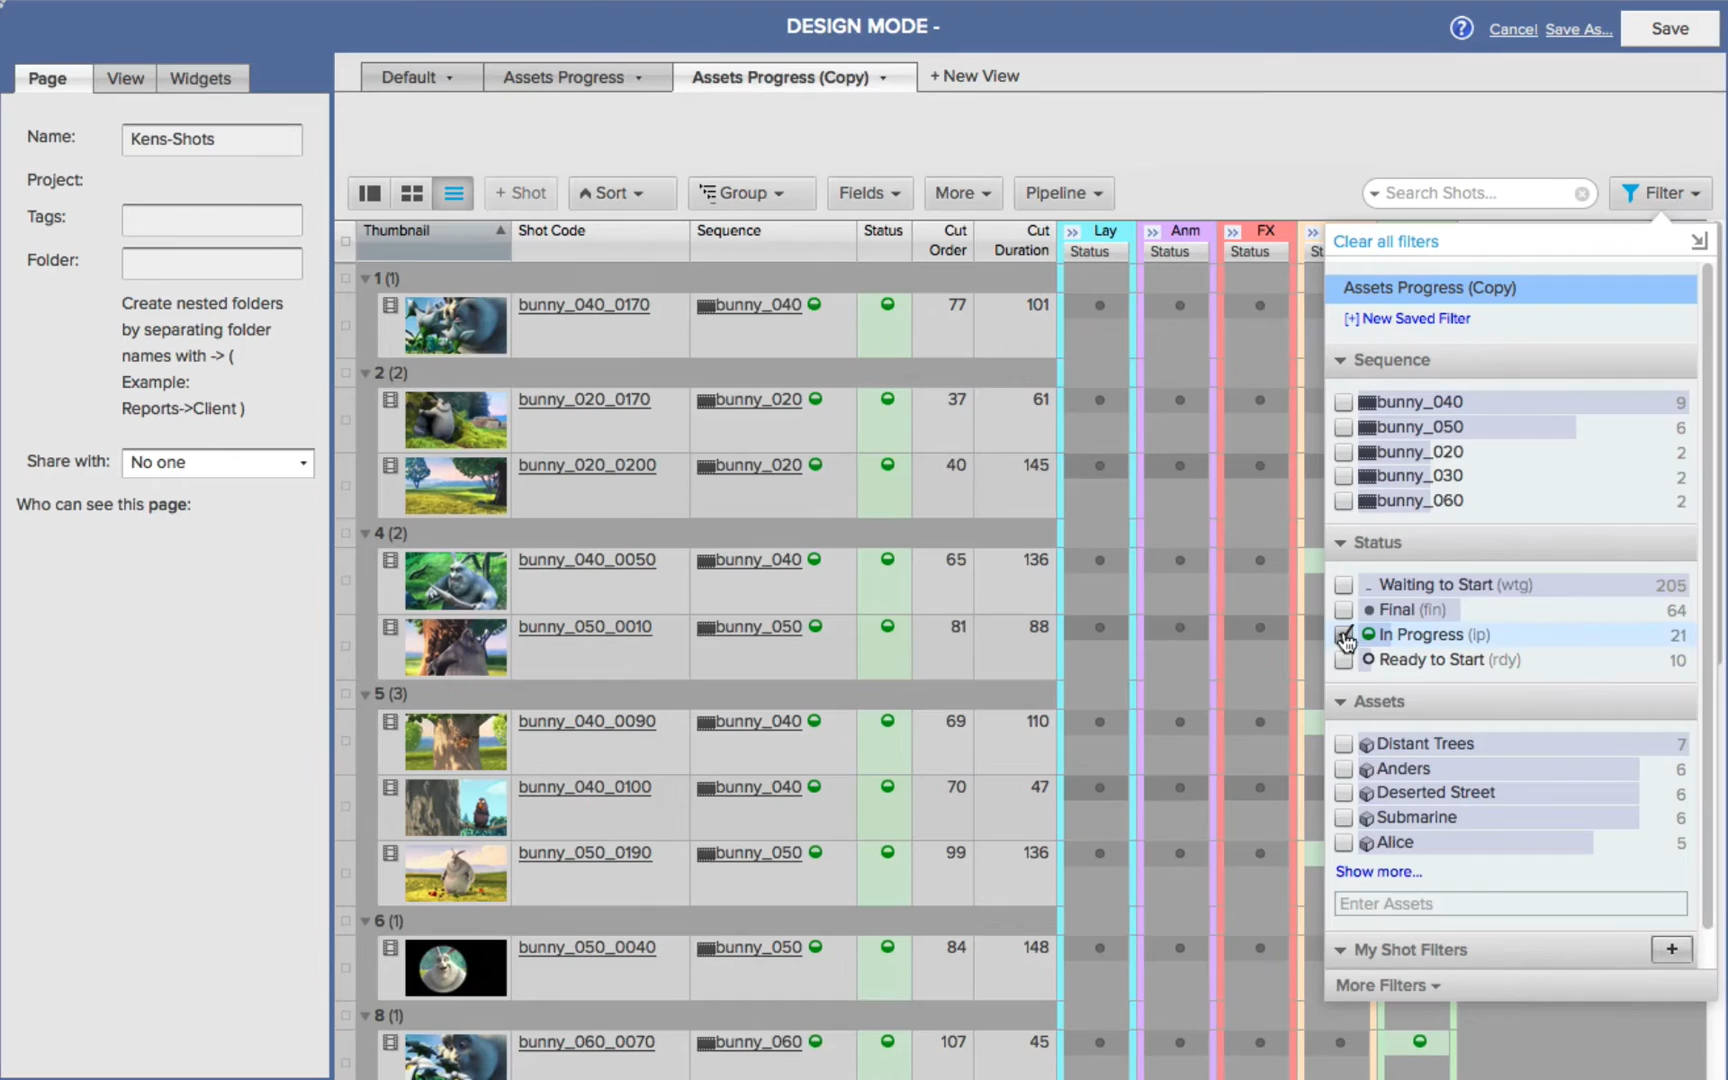 DESIGN MODE -
? Cancel Save As... Save
Page View Widgets
Default Assets Progress Assets Progress (Copy) + New View
Name: Kens-Shots
Project:
Tags:
Folder:
Create nested folders
by separating folder
names with -> (
Example:
Reports->Client )
Share with: No one
Who can see this page:
+ Shot Sort Group Fields More Pipeline Search Shots... Filter
Thumbnail Shot Code Sequence Status Cut Order Cut Duration Lay Status Anm Status FX Status
1 (1)
bunny_040_0170 bunny_040 77 101
2 (2)
bunny_020_0170 bunny_020 37 61
bunny_020_0200 bunny_020 40 145
4 (2)
bunny_040_0050 bunny_040 65 136
bunny_050_0010 bunny_050 81 88
5 (3)
bunny_040_0090 bunny_040 69 110
bunny_040_0100 bunny_040 70 47
bunny_050_0190 bunny_050 99 136
6 (1)
bunny_050_0040 bunny_050 84 148
8 (1)
bunny_060_0070 bunny_060 107 45
Clear all filters
Assets Progress (Copy)
[+] New Saved Filter
Sequence
bunny_040 9
bunny_050 6
bunny_020 2
bunny_030 2
bunny_060 2
Status
Waiting to Start (wtg) 205
Final (fin) 64
In Progress (ip) 21
Ready to Start (rdy) 10
Assets
Distant Trees 7
Anders 6
Deserted Street 6
Submarine 6
Alice 5
Show more...
Enter Assets
My Shot Filters +
More Filters